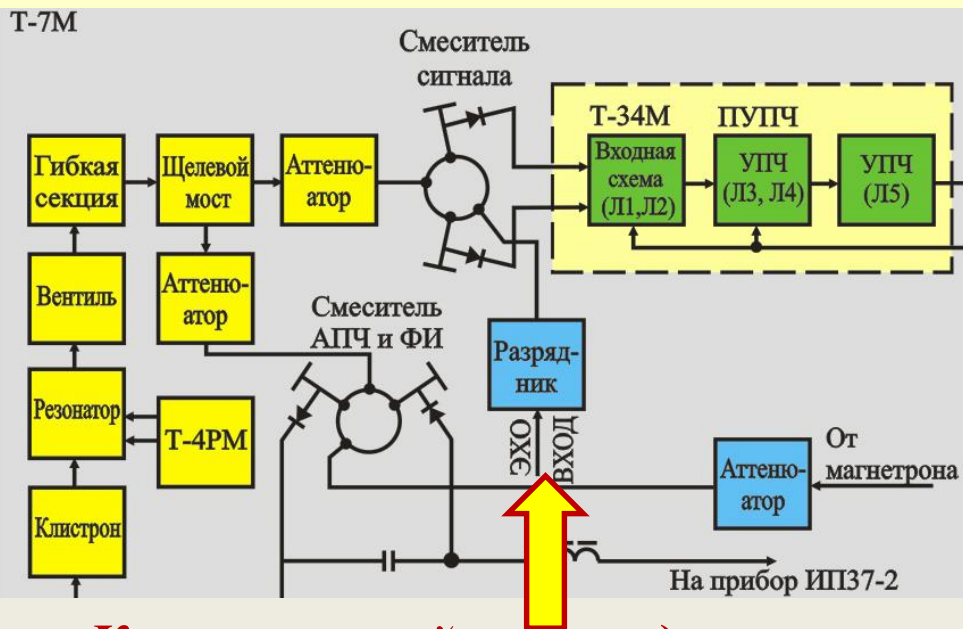 Т-7М
Смеситель
сигнала
Т-34М
ПУПЧ
Гибкая
секция
Щелевой
мост
Аттеню-
атор
Входная
схема
(Л1,Л2)
УПЧ
(Л3, Л4)
УПЧ
(Л5)
Вентиль
Аттеню-
атор
Смеситель
АПЧ и ФИ
Разряд-
ник
Резонатор
Т-4РМ
ЭХО
ВХОД
Аттеню-
атор
От
магнетрона
Клистрон
На прибор ИП37-2